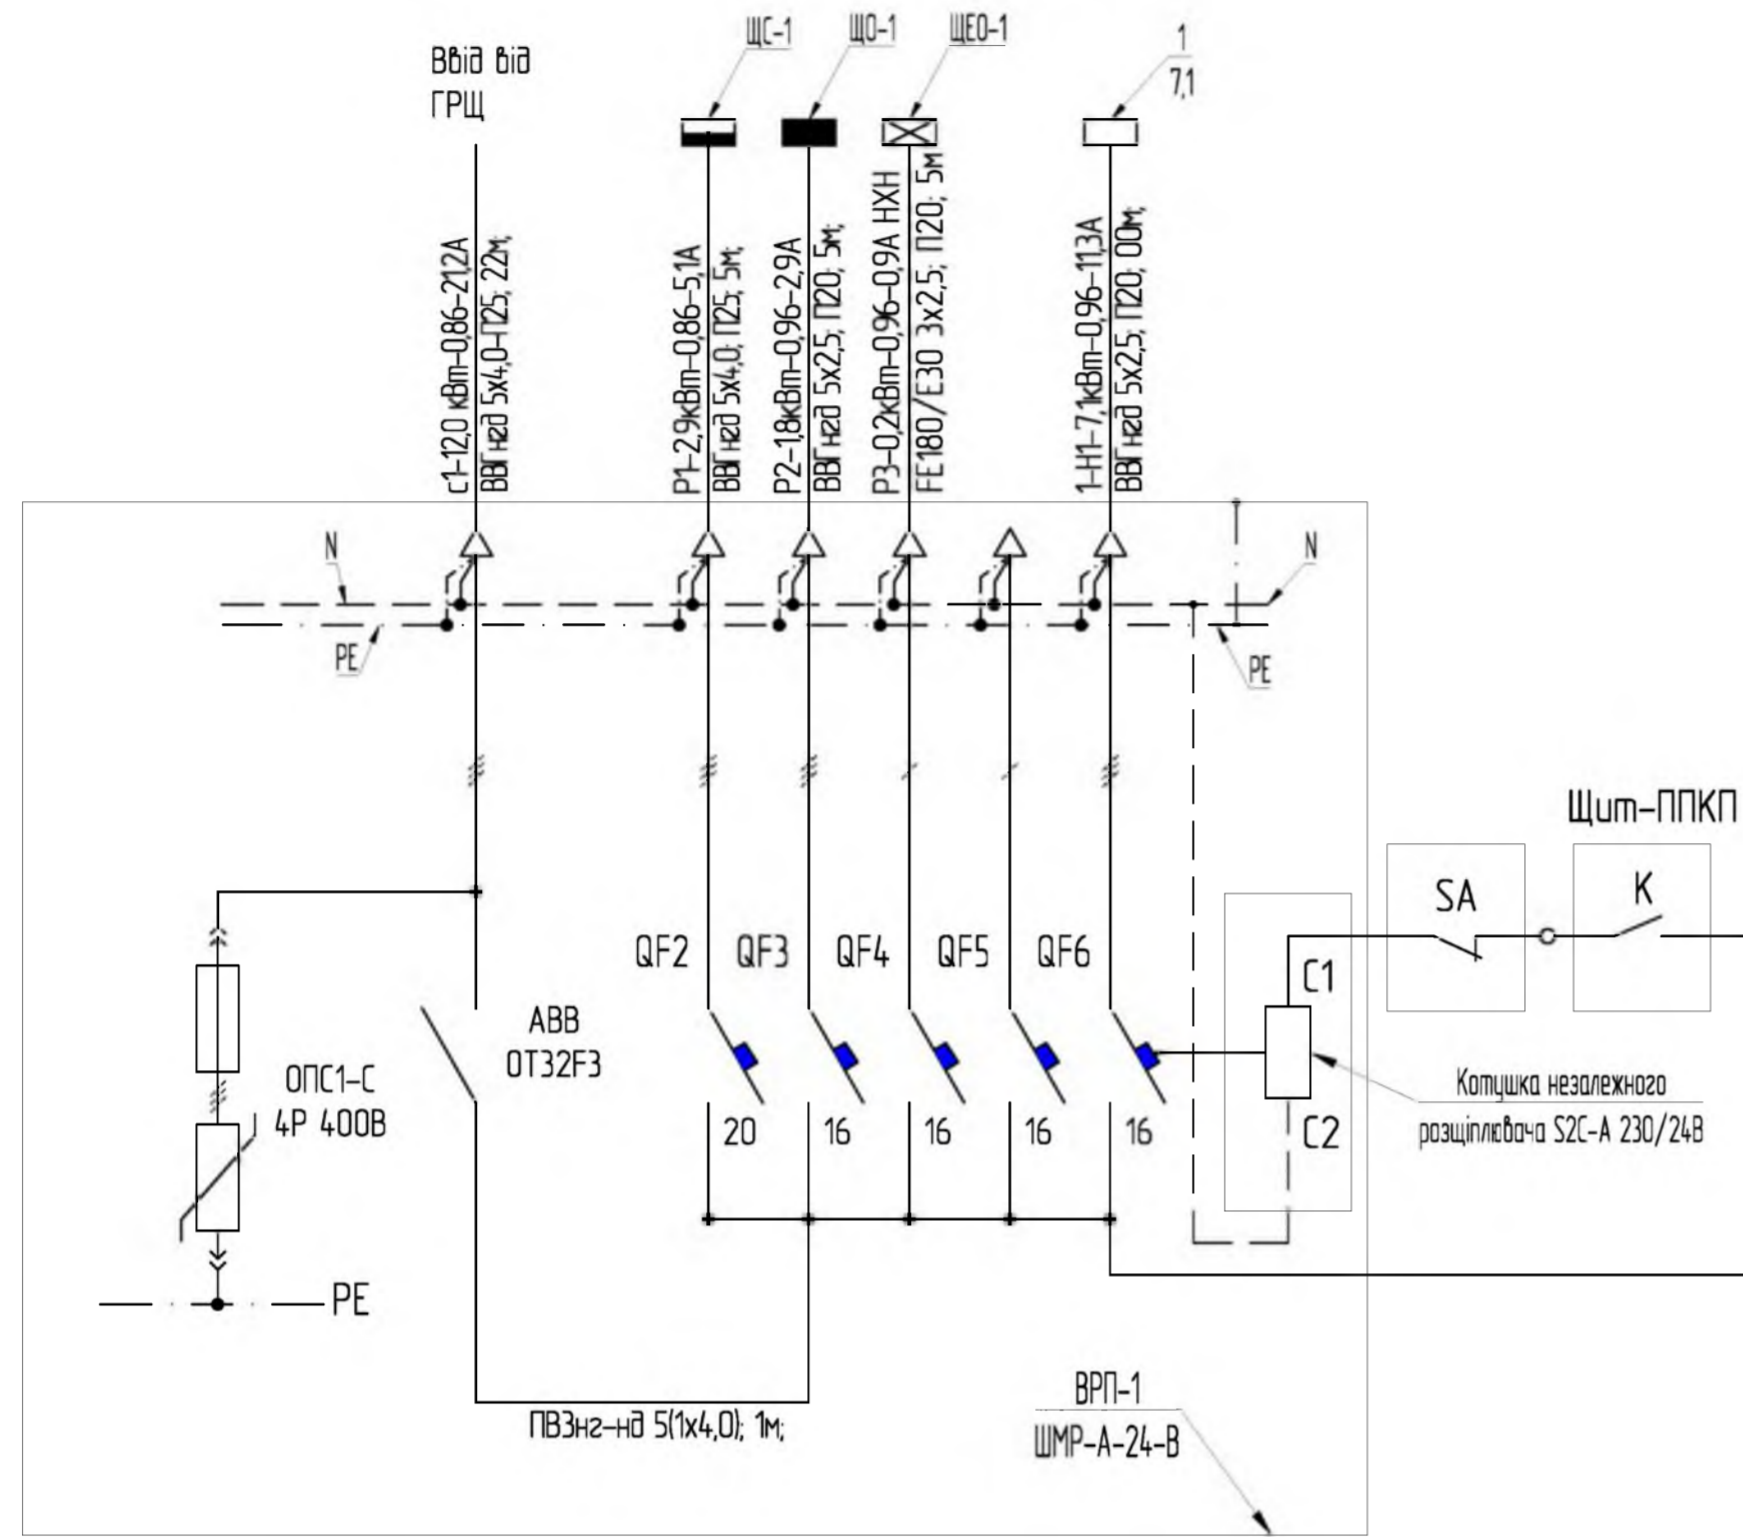 Ввід від
ГРЩ
ЩС-1
ЩО-1
ЩЕО-1
1
7,1
с1-12,0 кВт-0,86-21,2А
ВВГнгд 5х4,0-П25; 22м;
Р1-2,9кВт-0,86-5,1А
ВВГнгд 5х4,0; П25; 5м;
Р2-1,8кВт-0,96-2,9А
ВВГнгд 5х2,5; П20; 5м;
Р3-0,2кВт-0,96-0,9А НХН
FE180/E30 3х2,5; П20; 5м
1-Н1-7,1кВт-0,96-11,3А
ВВГнгд 5х2,5; П20; 00м;
N
N
PE
PE
Щит-ППКП
SA
K
QF2
QF3
QF4
QF5
QF6
C1
ABB
OT32F3
ОПС1-С
4Р 400В
20
16
16
16
16
C2
Котушка незалежного
розщіплювача S2C-A 230/24В
PE
ПВ3нг-нд 5(1х4,0); 1м;
ВРП-1
ШМР-А-24-В